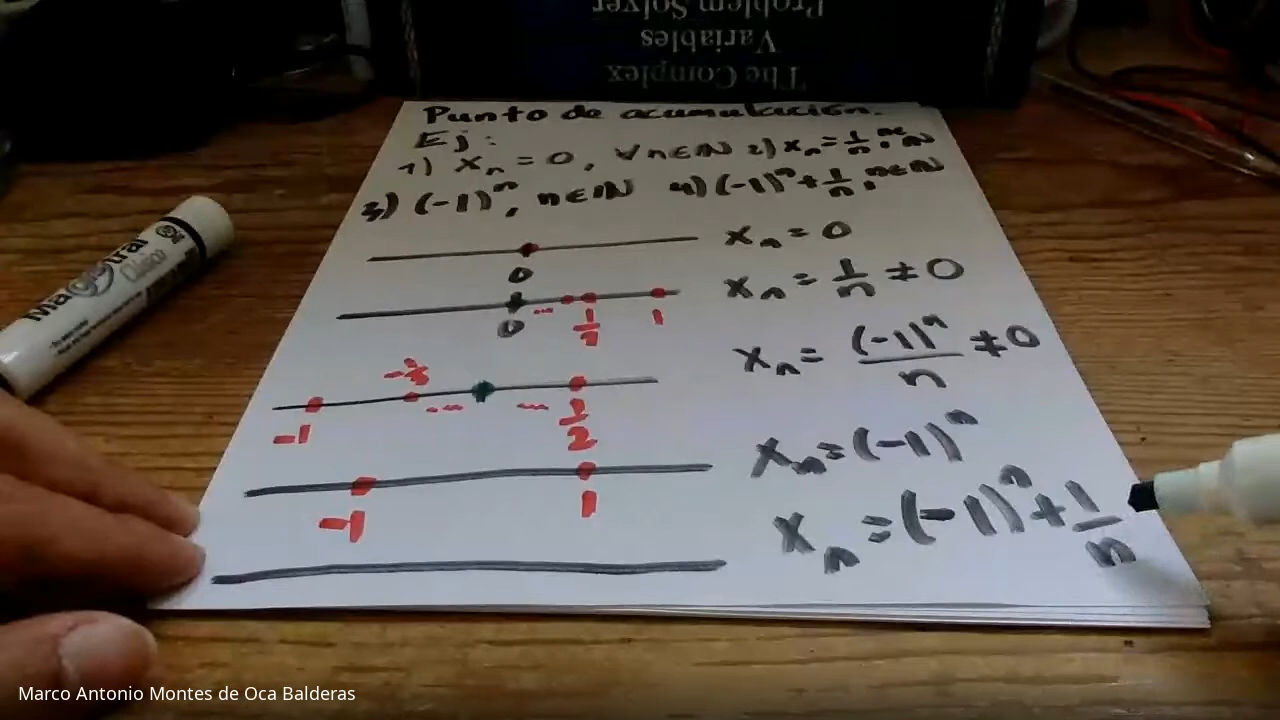 The Complex
Variables
Problem Solver
Punto de acumulación.
Ej:
1) xₙ = 0, ∀n∈ℕ 2) xₙ = 1/n, n∈ℕ
3) (-1)ⁿ, n∈ℕ 4) (-1)ⁿ + 1/n, n∈ℕ
xₙ = 0
0
xₙ = 1/n ≠ 0
0 ... 1/2 1
xₙ = (-1)ⁿ/n ≠ 0
-1 -1/3 ... ... 1/2
xₙ = (-1)ⁿ
-1 1
xₙ = (-1)ⁿ + 1/n
Magistral
Clásico
Marco Antonio Montes de Oca Balderas